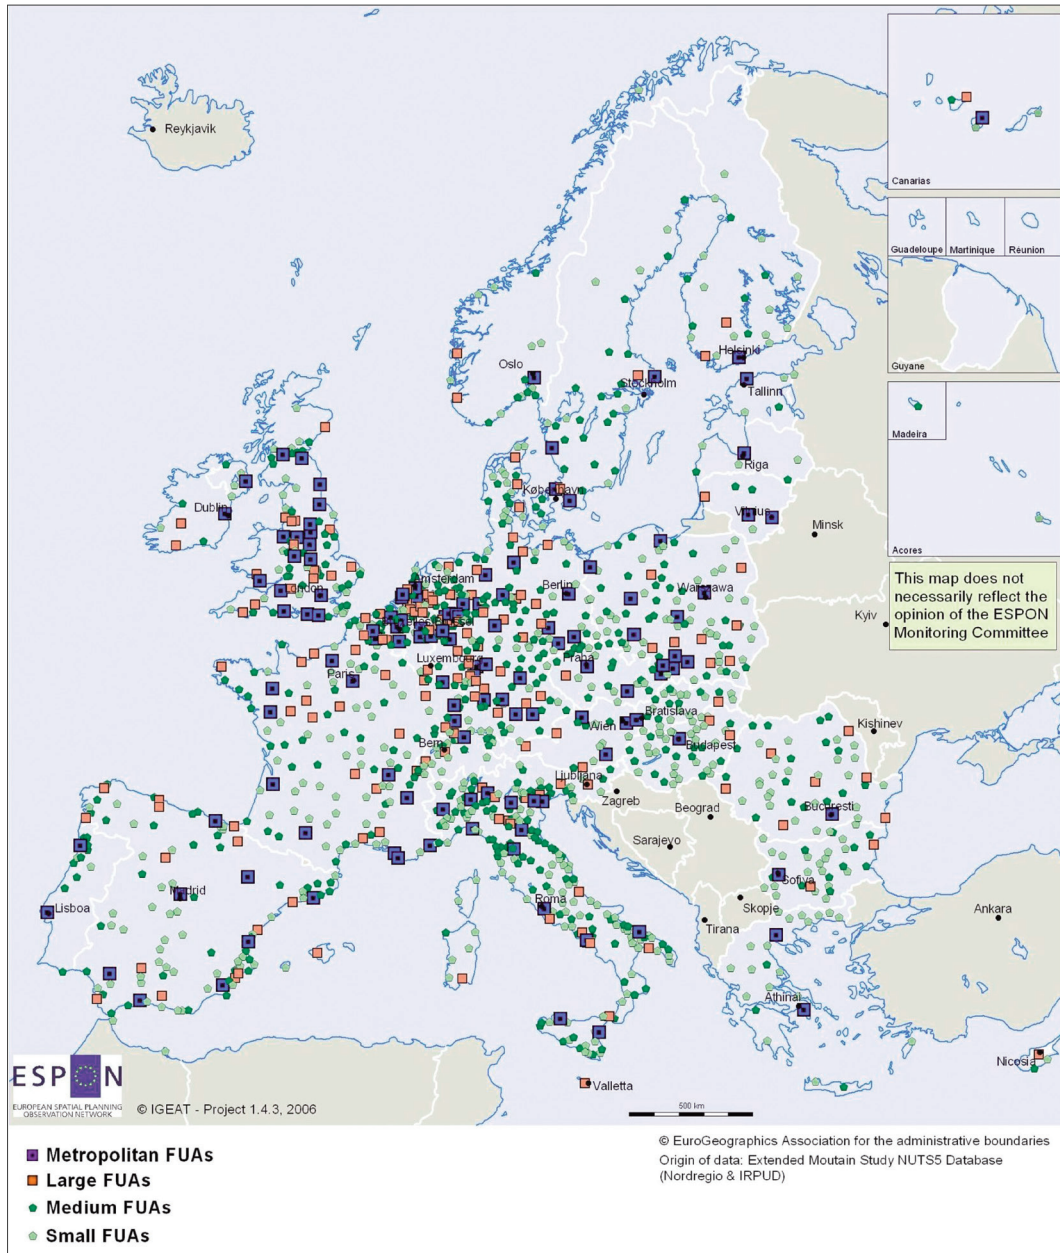 Reykjavik
Canarias
Guadeloupe
Martinique
Réunion
Guyane
Madeira
Acores
This map does not
necessarily reflect the
opinion of the ESPON
Monitoring Committee
Oslo
Helsinki
Stockholm
Tallinn
Riga
København
Dublin
Vilnius
Minsk
London
Amsterdam
Berlin
Warszawa
Kyiv
Luxembourg
Praha
Paris
Wien
Bratislava
Budapest
Kishinev
Bern
Ljubljana
Zagreb
Beograd
Bucuresti
Sarajevo
Sofiya
Madrid
Roma
Skopje
Lisboa
Tirana
Ankara
Athinai
Nicosia
Valletta
ESPON
EUROPEAN SPATIAL PLANNING
OBSERVATION NETWORK
© IGEAT - Project 1.4.3, 2006
500 km
© EuroGeographics Association for the administrative boundaries
Origin of data: Extended Moutain Study NUTS5 Database
(Nordregio & IRPUD)
Metropolitan FUAs
Large FUAs
Medium FUAs
Small FUAs